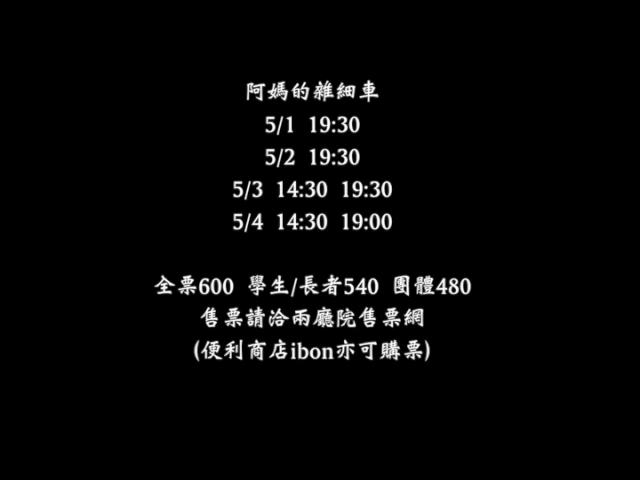 阿媽的雜細車
5/1 19:30
5/2 19:30
5/3 14:30 19:30
5/4 14:30 19:00
全票600 學生/長者540 團體480
售票請洽兩廳院售票網
(便利商店ibon亦可購票)